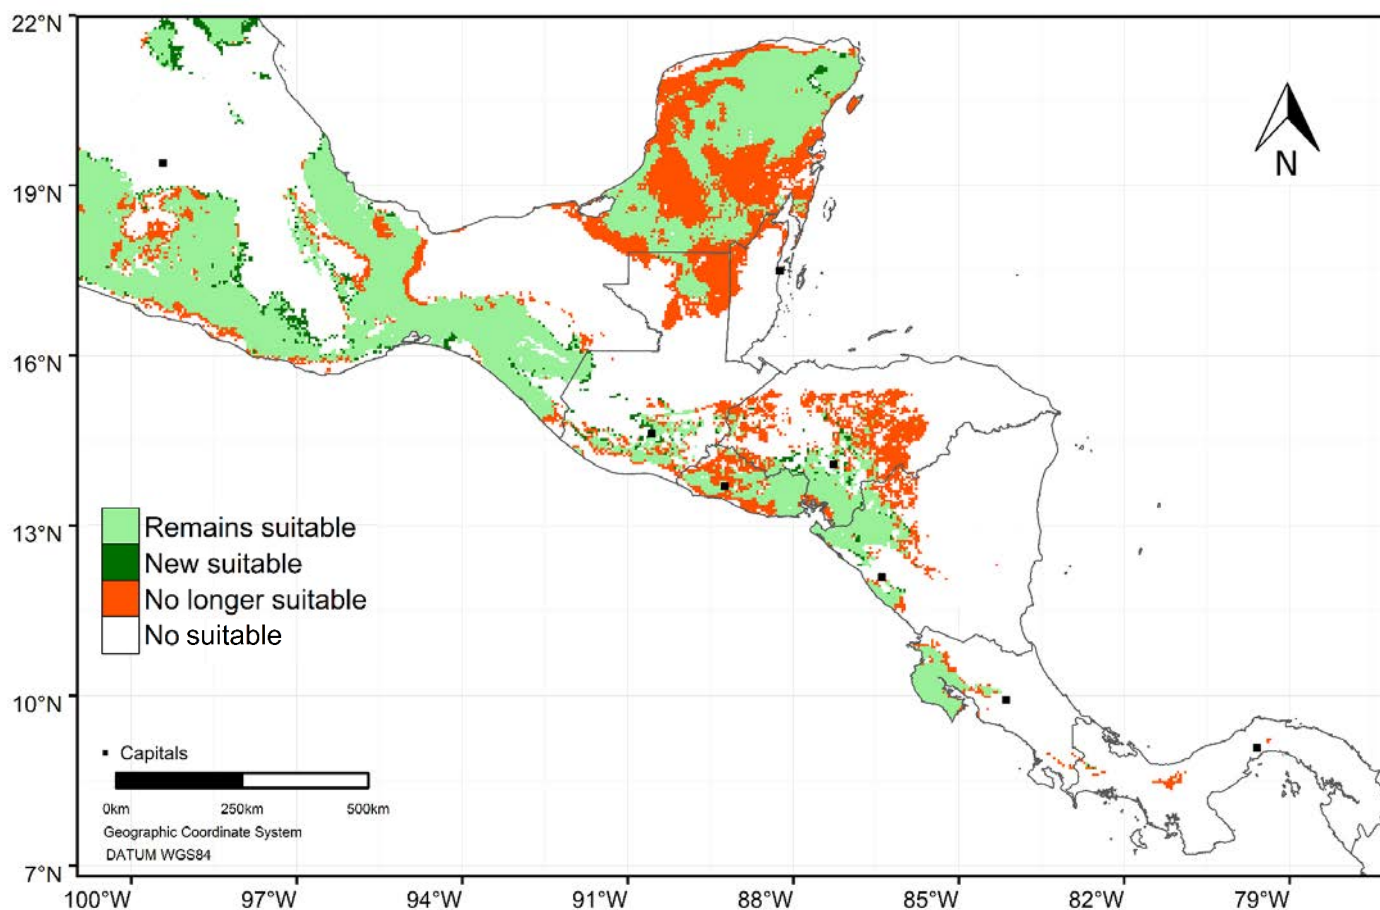 22°N
19°N
16°N
13°N
10°N
7°N
N
Remains suitable
New suitable
No longer suitable
No suitable
Capitals
0km 250km 500km
Geographic Coordinate System
DATUM WGS84
100°W 97°W 94°W 91°W 88°W 85°W 82°W 79°W